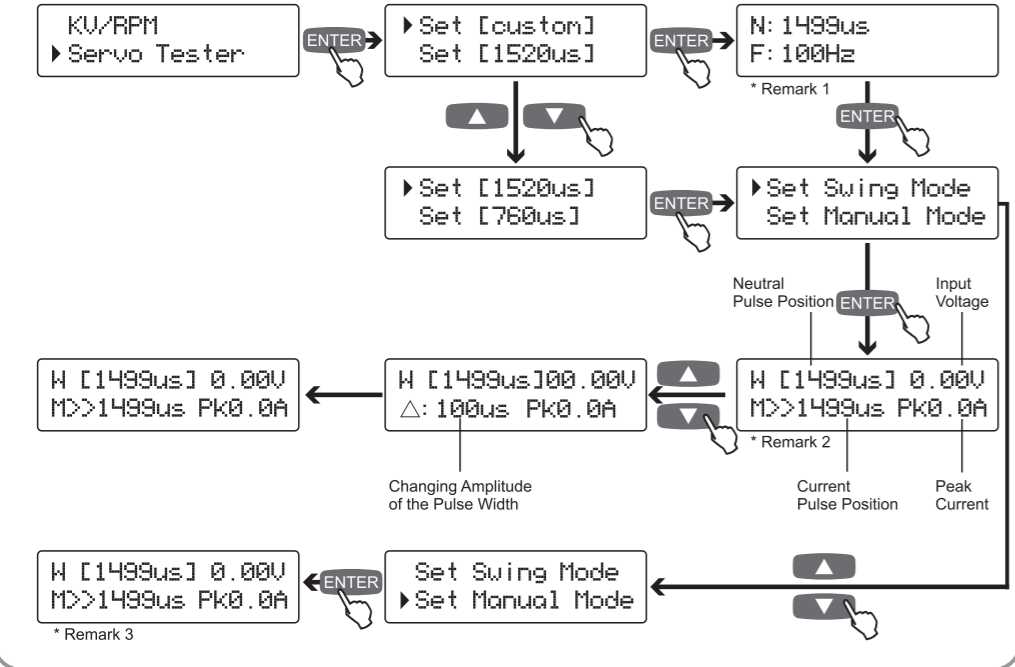 KV/RPM
▶Servo Tester
ENTER
▶Set [custom]
Set [1520us]
ENTER
N: 1499us
F: 100Hz
* Remark 1
ENTER
▶Set [1520us]
Set [760us]
ENTER
▶Set Swing Mode
Set Manual Mode
Neutral
Pulse Position
ENTER
Input
Voltage
W [1499us] 0.00V
M>>1499us Pk0.0A
W [1499us]00.00V
△: 100us Pk0.0A
W [1499us] 0.00V
M>>1499us Pk0.0A
* Remark 2
Changing Amplitude
of the Pulse Width
Current
Pulse Position
Peak
Current
W [1499us] 0.00V
M>>1499us Pk0.0A
ENTER
Set Swing Mode
▶Set Manual Mode
* Remark 3